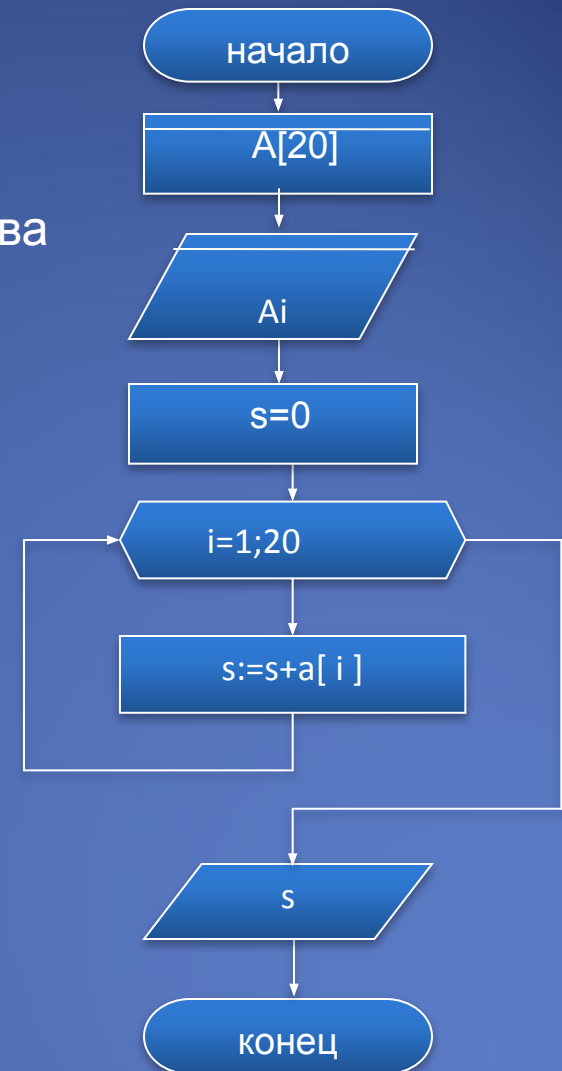 начало
A[20]
ва
Ai
s=0
i=1;20
s:=s+a[ i ]
s
конец